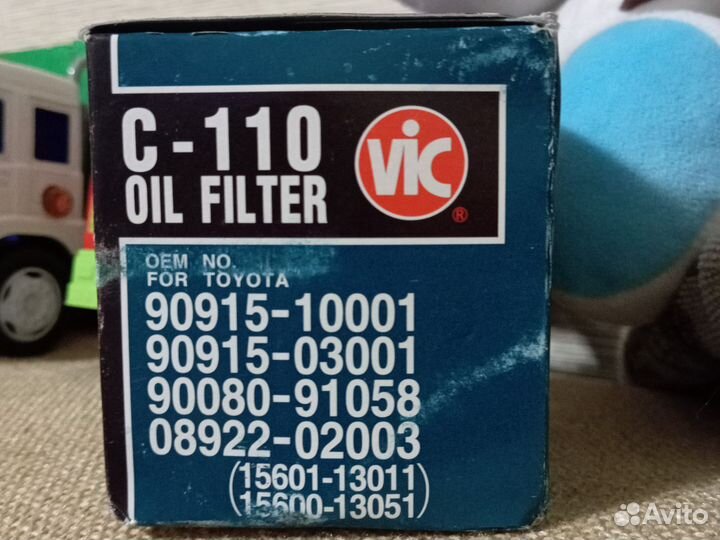 C-110
OIL FILTER
VIC
®
OEM NO.
FOR TOYOTA
90915-10001
90915-03001
90080-91058
08922-02003
(15601-13011
15600-13051)
Avito